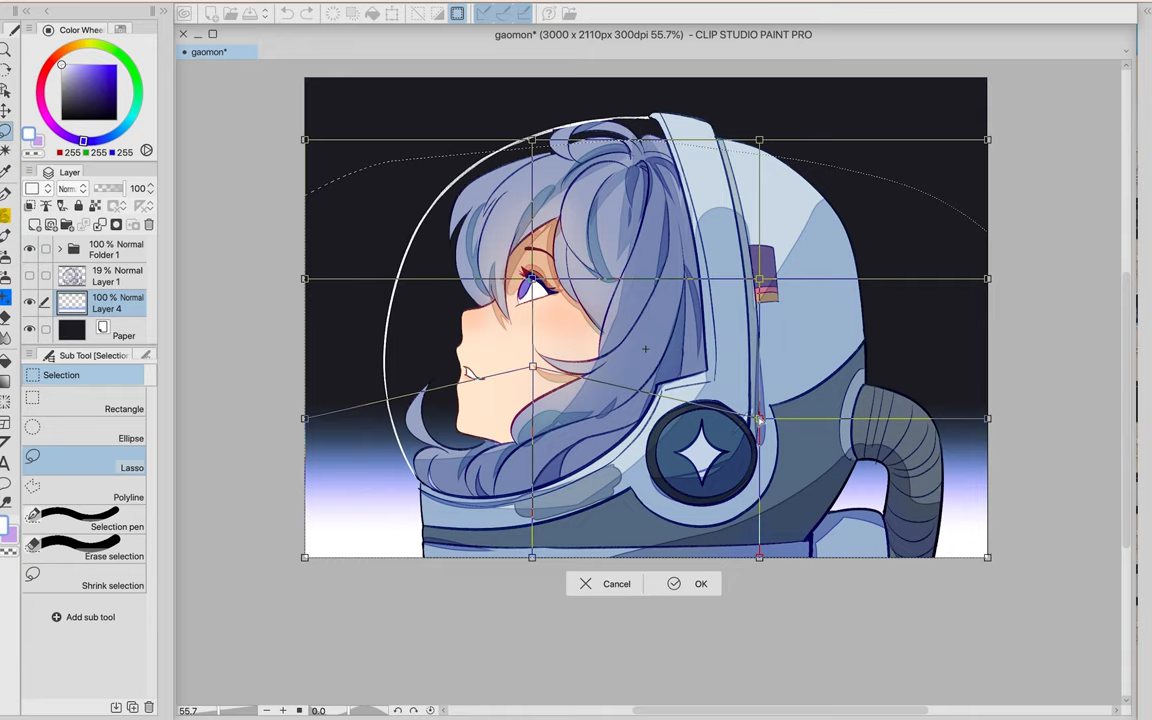 gaomon* (3000 x 2110px 300dpi 55.7%) - CLIP STUDIO PAINT PRO
gaomon*
Color Whee
255 255 255
Layer
Norm 100
100 % Normal
Folder 1
19 % Normal
Layer 1
100 % Normal
Layer 4
Paper
Sub Tool [Selection
Selection
Rectangle
Ellipse
Lasso
Polyline
Selection pen
Erase selection
Shrink selection
Add sub tool
Cancel OK
55.7 0.0